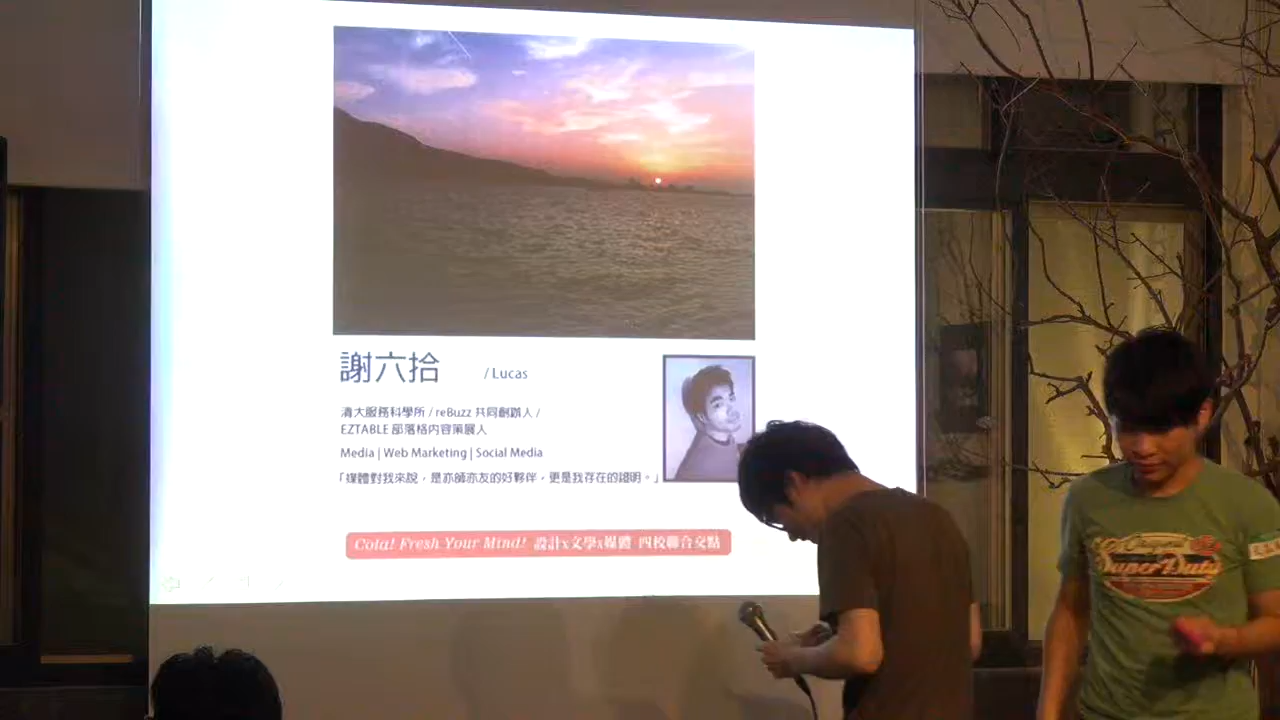 謝六拾 / Lucas
清大服務科學所 / reBuzz 共同創辦人 /
EZTABLE 部落格內容策展人
Media | Web Marketing | Social Media
「媒體對我來說，是亦師亦友的好夥伴，更是我存在的證明。」
Cola! Fresh Your Mind! 設計x文學x媒體 四校聯合交點